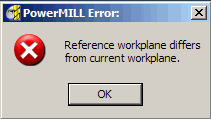 PowerMILL Error:
Reference workplane differs
from current workplane.
OK